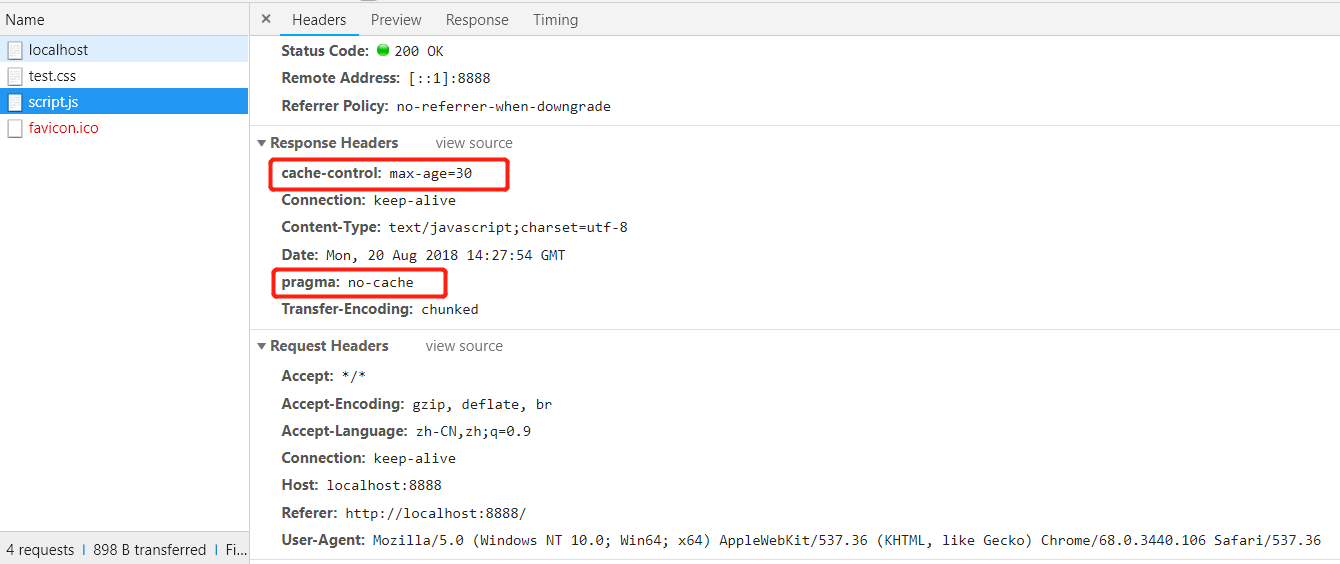 Name
localhost
test.css
script.js
favicon.ico
4 requests | 898 B transferred | Fi...
× Headers Preview Response Timing
Status Code: 200 OK
Remote Address: [::1]:8888
Referrer Policy: no-referrer-when-downgrade
Response Headers view source
cache-control: max-age=30
Connection: keep-alive
Content-Type: text/javascript;charset=utf-8
Date: Mon, 20 Aug 2018 14:27:54 GMT
pragma: no-cache
Transfer-Encoding: chunked
Request Headers view source
Accept: */*
Accept-Encoding: gzip, deflate, br
Accept-Language: zh-CN,zh;q=0.9
Connection: keep-alive
Host: localhost:8888
Referer: http://localhost:8888/
User-Agent: Mozilla/5.0 (Windows NT 10.0; Win64; x64) AppleWebKit/537.36 (KHTML, like Gecko) Chrome/68.0.3440.106 Safari/537.36